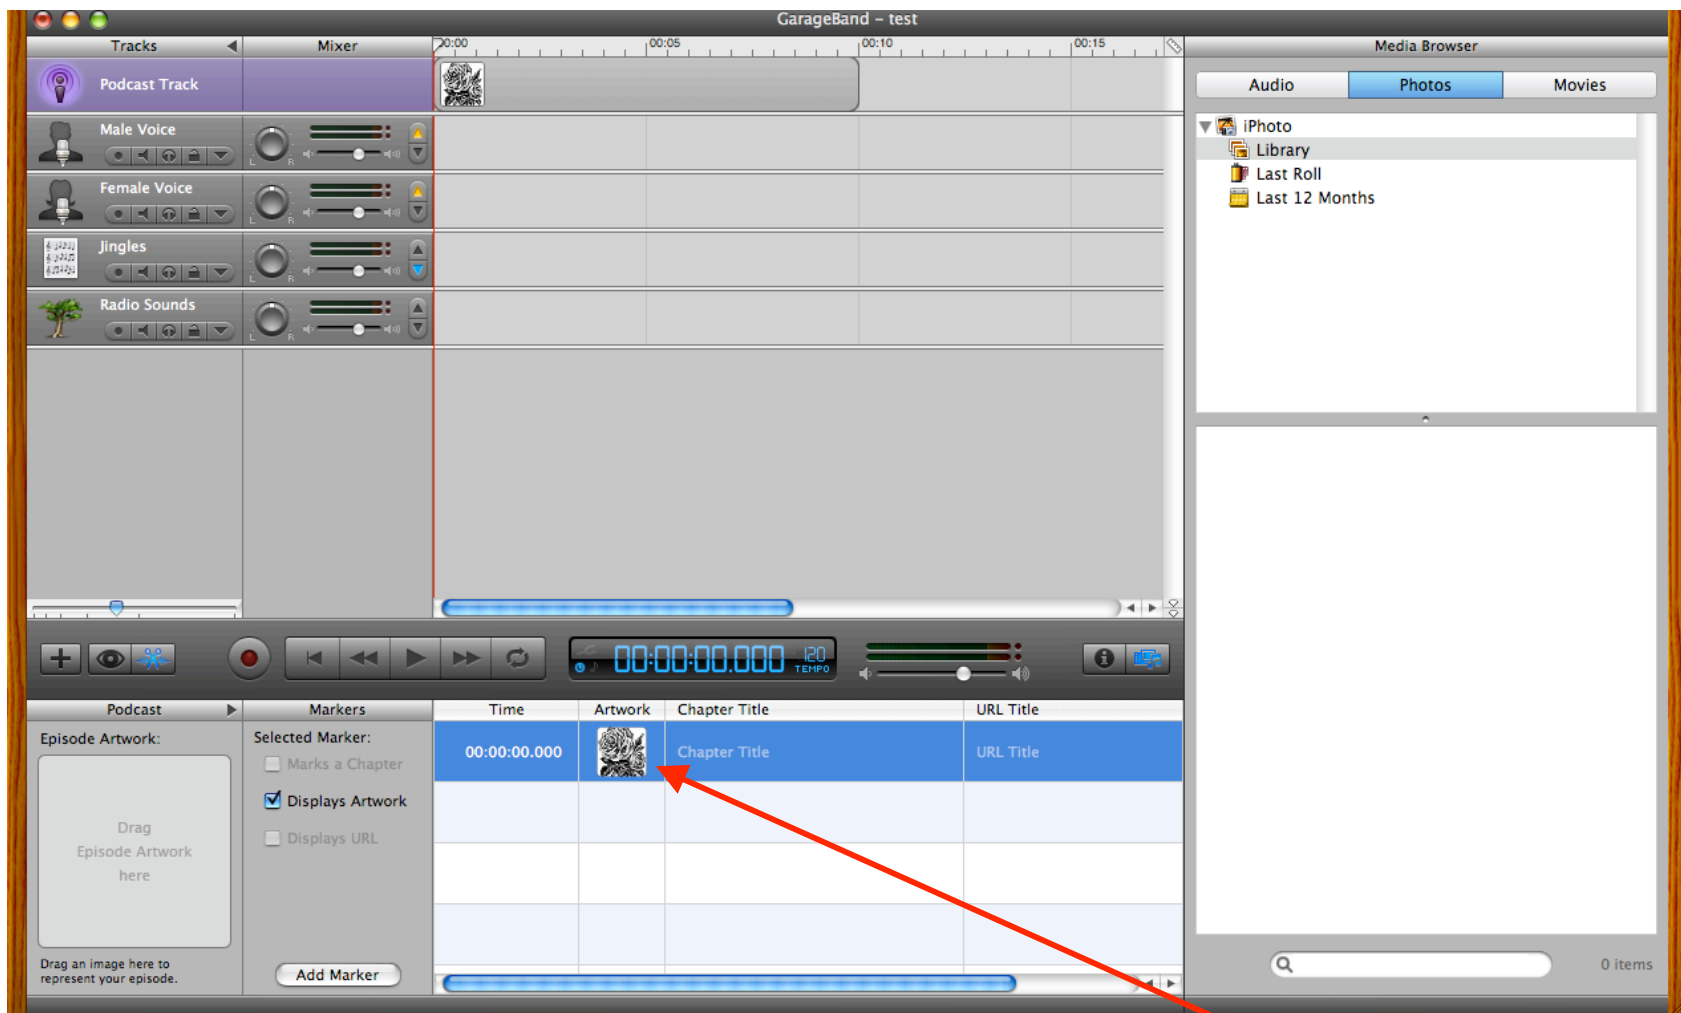 GarageBand – test
Tracks
Mixer
00:00
00:05
00:10
00:15
Media Browser
Podcast Track
Audio
Photos
Movies
Male Voice
L R
iPhoto
Library
Last Roll
Last 12 Months
Female Voice
L R
Jingles
L R
Radio Sounds
L R
00:00:00.000
120
TEMPO
Podcast
Markers
Time
Artwork
Chapter Title
URL Title
Episode Artwork:
Selected Marker:
Marks a Chapter
Displays Artwork
Displays URL
00:00:00.000
Chapter Title
URL Title
Drag
Episode Artwork
here
Drag an image here to
represent your episode.
Add Marker
0 items